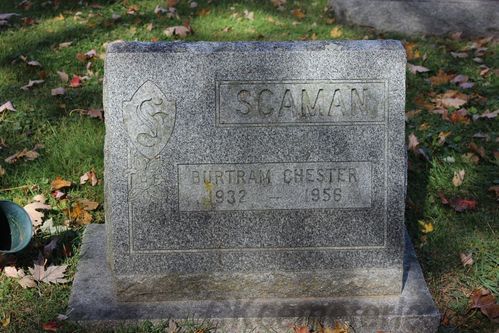 S
SCAMAN
BURTRAM CHESTER
1932 — 1956